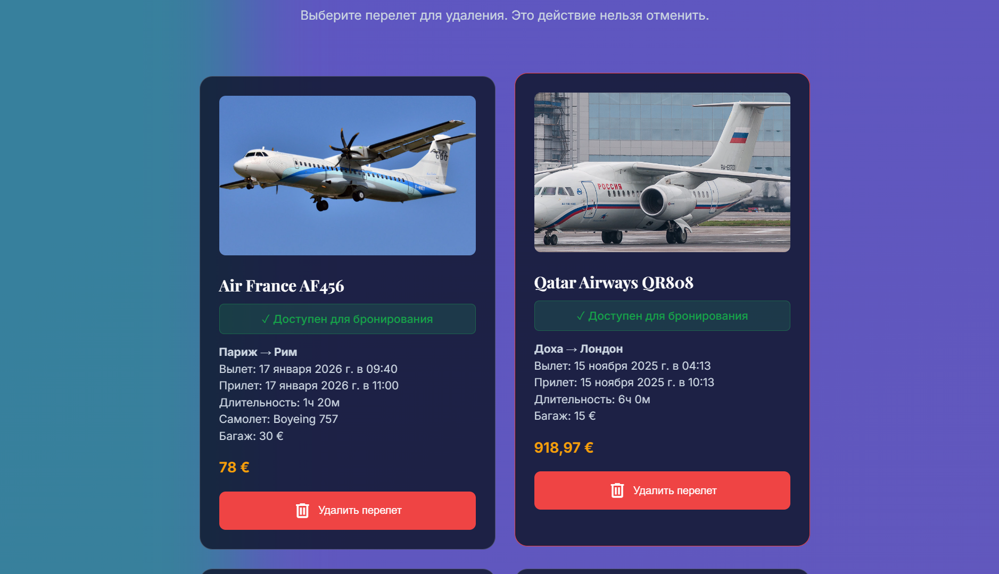 Выберите перелет для удаления. Это действие нельзя отменить.
ATR
600
F-WWEY
Air France AF456
✓ Доступен для бронирования
Париж → Рим
Вылет: 17 января 2026 г. в 09:40
Прилет: 17 января 2026 г. в 11:00
Длительность: 1ч 20м
Самолет: Boyeing 757
Багаж: 30 €
78 €
Удалить перелет
RA-61701
РОССИЯ
Qatar Airways QR808
✓ Доступен для бронирования
Доха → Лондон
Вылет: 15 ноября 2025 г. в 04:13
Прилет: 15 ноября 2025 г. в 10:13
Длительность: 6ч 0м
Багаж: 15 €
918,97 €
Удалить перелет